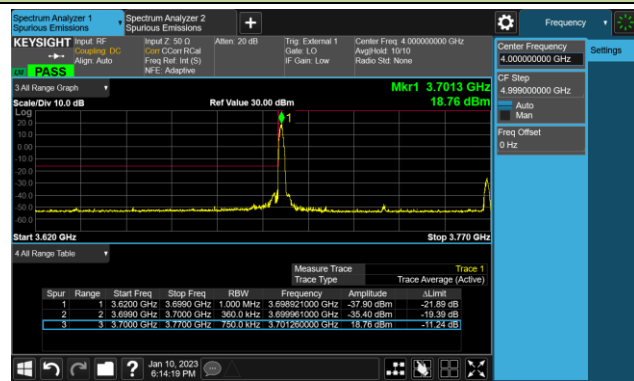 Spectrum Analyzer 1
Spurious Emissions
Spectrum Analyzer 2
Spurious Emissions
Frequency
KEYSIGHT
Input: RF
Coupling: DC
Align: Auto
Input Z: 50 Ω
Corr CCorr RCal
Freq Ref: Int (S)
NFE: Adaptive
Atten: 20 dB
Trig: External 1
Gate: LO
IF Gain: Low
Center Freq: 4.000000000 GHz
Avg|Hold: 10/10
Radio Std: None
PASS
Center Frequency
4.000000000 GHz
Settings
CF Step
4.999000000 GHz
Auto
Man
Freq Offset
0 Hz
3 All Range Graph
Mkr1 3.7013 GHz
Scale/Div 10.0 dB
Ref Value 30.00 dBm
18.76 dBm
Log
1
20.0
10.0
0.00
-10.0
-20.0
-30.0
-40.0
-50.0
-60.0
Start 3.620 GHz
Stop 3.770 GHz
4 All Range Table
Measure Trace Trace 1
Trace Type Trace Average (Active)
Spur Range Start Freq Stop Freq RBW Frequency Amplitude ΔLimit
1 1 3.6200 GHz 3.6990 GHz 1.000 MHz 3.698921000 GHz -37.90 dBm -21.89 dB
2 2 3.6990 GHz 3.7000 GHz 360.0 kHz 3.699961000 GHz -35.40 dBm -19.39 dB
3 3 3.7000 GHz 3.7700 GHz 750.0 kHz 3.701260000 GHz 18.76 dBm -11.24 dB
Jan 10, 2023
6:14:19 PM